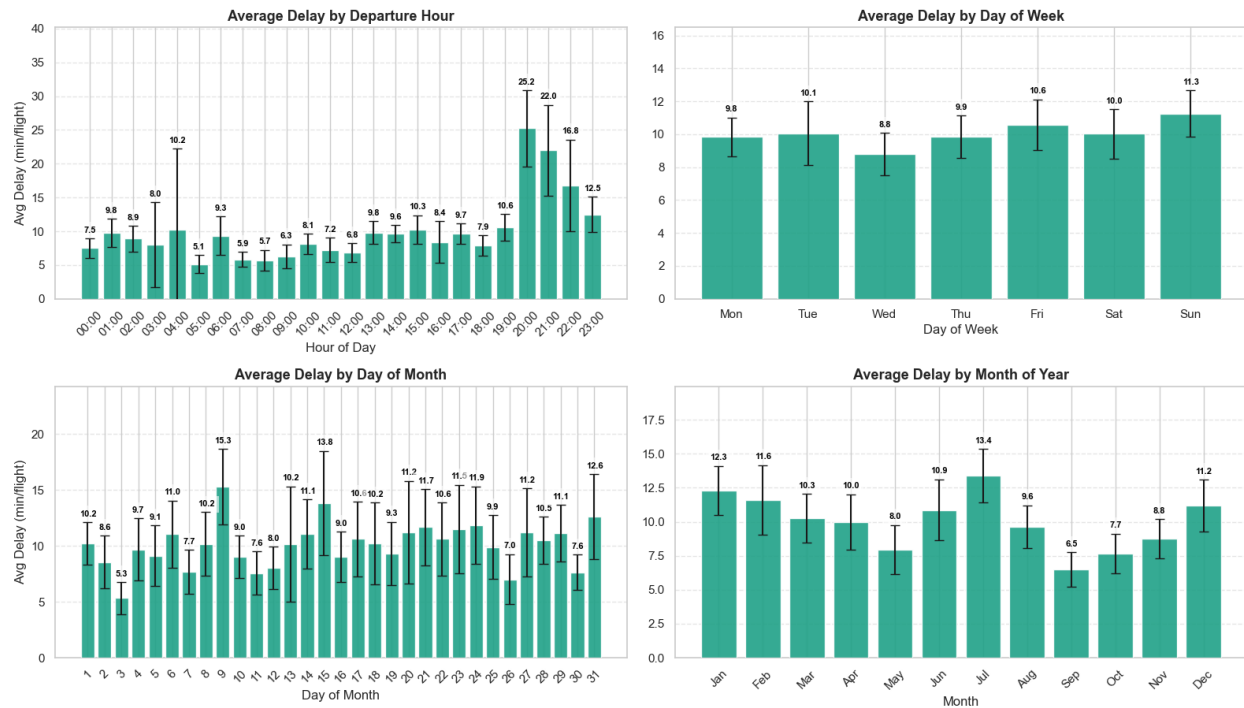 Average Delay by Departure Hour
Avg Delay (min/flight)
40
35
30
25
20
15
10
5
0
7.5 9.8 8.9 8.0 10.2 5.1 9.3 5.9 5.7 6.3 8.1 7.2 6.8 9.8 9.6 10.3 8.4 9.7 7.9 10.6 25.2 22.0 16.8 12.5
00:00 01:00 02:00 03:00 04:00 05:00 06:00 07:00 08:00 09:00 10:00 11:00 12:00 13:00 14:00 15:00 16:00 17:00 18:00 19:00 20:00 21:00 22:00 23:00
Hour of Day
Average Delay by Day of Week
16
14
12
10
8
6
4
2
0
9.8 10.1 8.8 9.9 10.6 10.0 11.3
Mon Tue Wed Thu Fri Sat Sun
Day of Week
Average Delay by Day of Month
Avg Delay (min/flight)
20
15
10
5
0
10.2 8.6 5.3 9.7 9.1 11.0 7.7 10.2 15.3 9.0 7.6 8.0 10.2 11.1 13.8 9.0 10.6 10.2 9.3 11.2 11.7 10.6 11.5 11.9 9.9 7.0 11.2 10.5 11.1 7.6 12.6
1 2 3 4 5 6 7 8 9 10 11 12 13 14 15 16 17 18 19 20 21 22 23 24 25 26 27 28 29 30 31
Day of Month
Average Delay by Month of Year
17.5
15.0
12.5
10.0
7.5
5.0
2.5
0.0
12.3 11.6 10.3 10.0 8.0 10.9 13.4 9.6 6.5 7.7 8.8 11.2
Jan Feb Mar Apr May Jun Jul Aug Sep Oct Nov Dec
Month